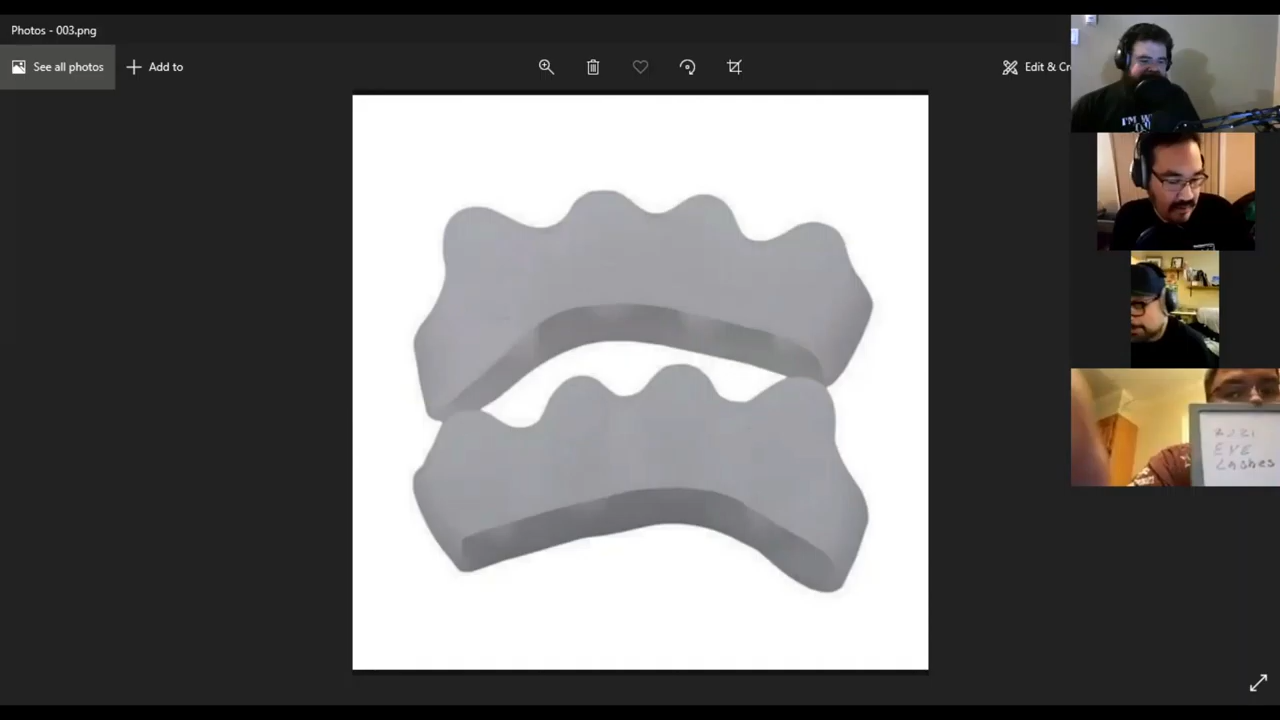 Photos - 003.png
See all photos
Add to
Edit & Cr
I'M W
EYE
Lashes